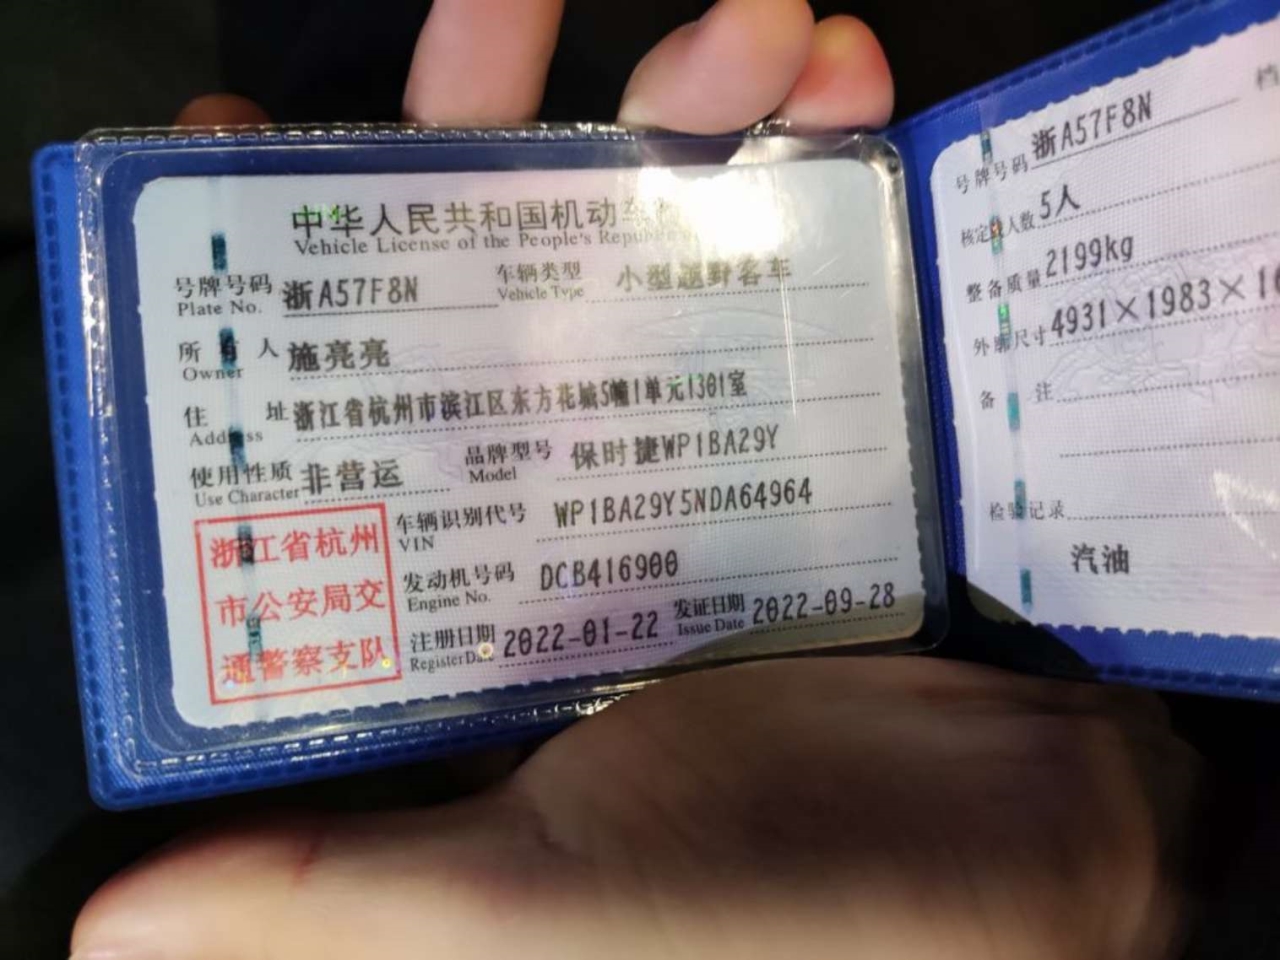 中华人民共和国机动车
Vehicle License of the People's Repub
号牌号码 浙A57F8N 车辆类型 小型越野客车
Plate No. Vehicle Type
所有人 施亮亮
Owner
住址 浙江省杭州市滨江区东方花城5幢1单元1301室
Address
使用性质 非营运 品牌型号 保时捷WP1BA29Y
Use Character Model
浙江省杭州
市公安局交
通警察支队
车辆识别代号 WP1BA29Y5NDA64964
VIN
发动机号码 DCB416900
Engine No.
注册日期 2022-01-22 发证日期 2022-09-28
Register Date Issue Date
号牌号码 浙A57F8N 档
核定人数 5人
整备质量 2199kg
外廓尺寸 4931×1983×16
备注
检验记录
汽油